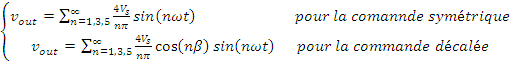 v_out = ∑_{n=1,3,5}^{∞} 4V_s/nπ sin(nωt) pour la comannde symétrique
v_out = ∑_{n=1,3,5}^{∞} 4V_s/nπ cos(nβ) sin(nωt) pour la commande décalée